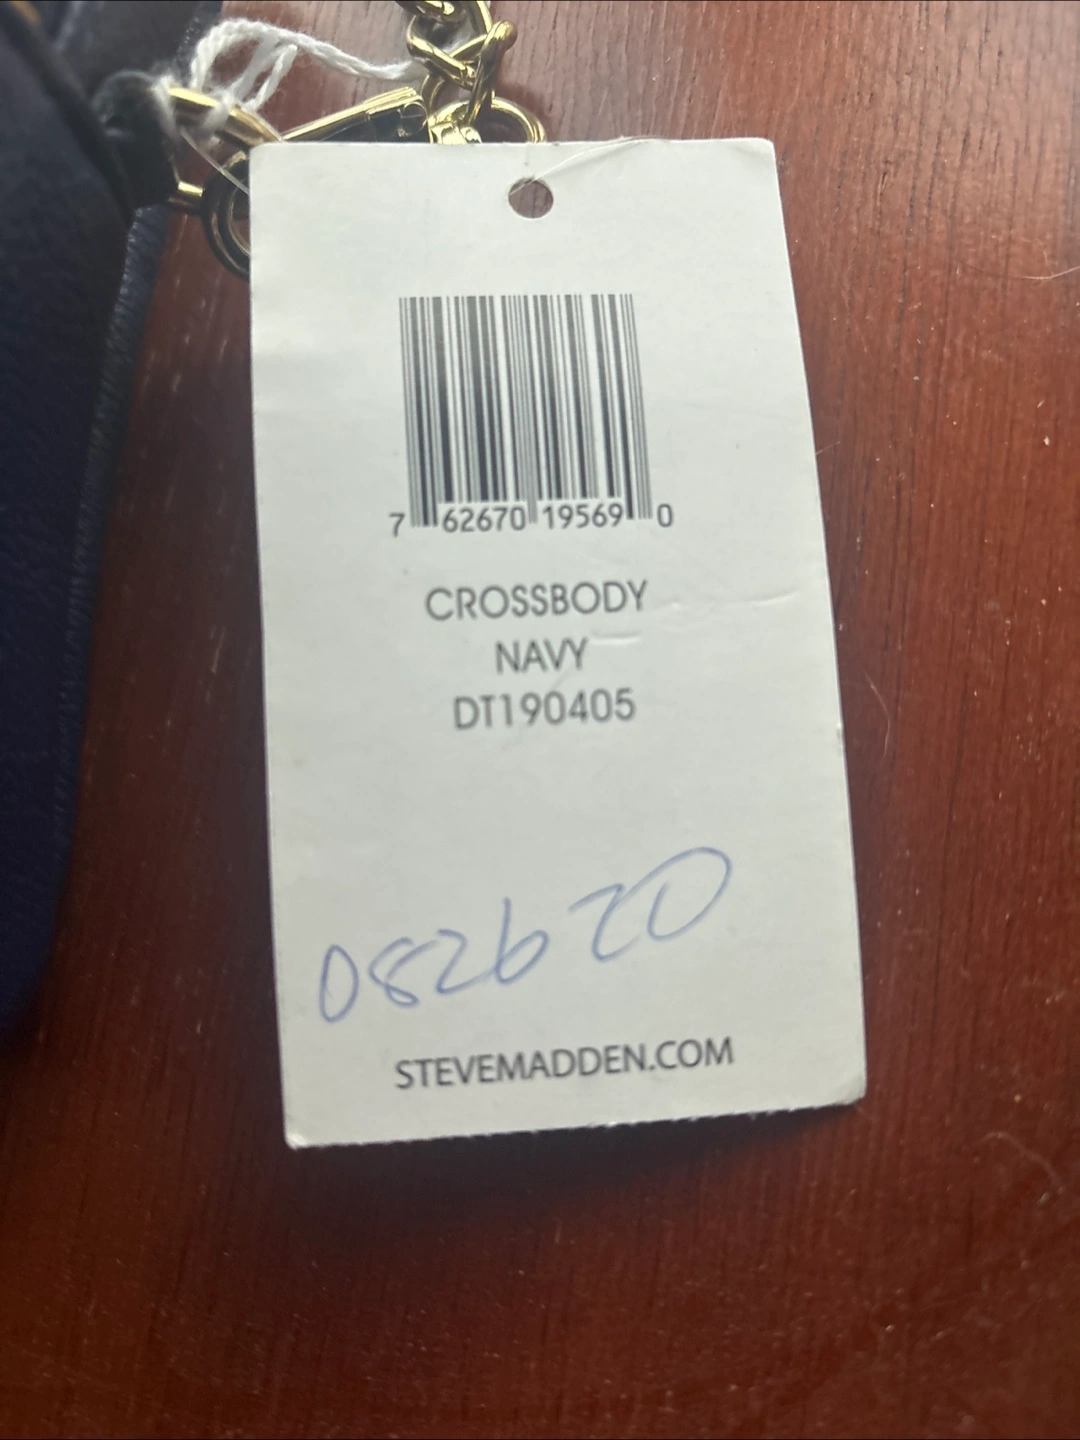 7 62670 19569 0
CROSSBODY
NAVY
DT190405
082620
STEVEMADDEN.COM